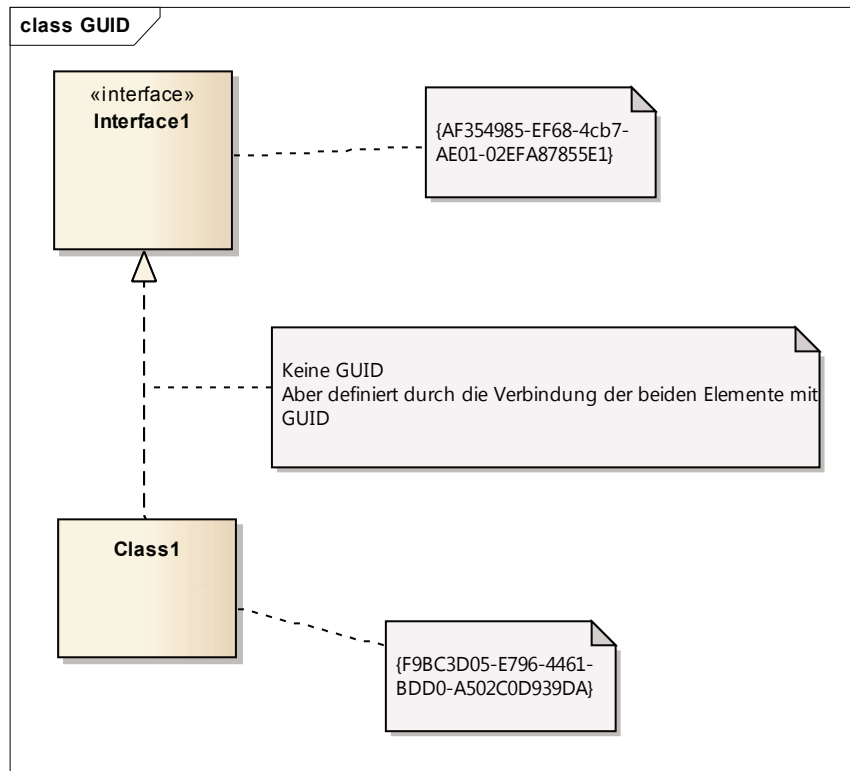 class GUID
«interface»
Interface1
{AF354985-EF68-4cb7-
AE01-02EFA87855E1}
Keine GUID
Aber definiert durch die Verbindung der beiden Elemente mit
GUID
Class1
{F9BC3D05-E796-4461-
BDD0-A502C0D939DA}